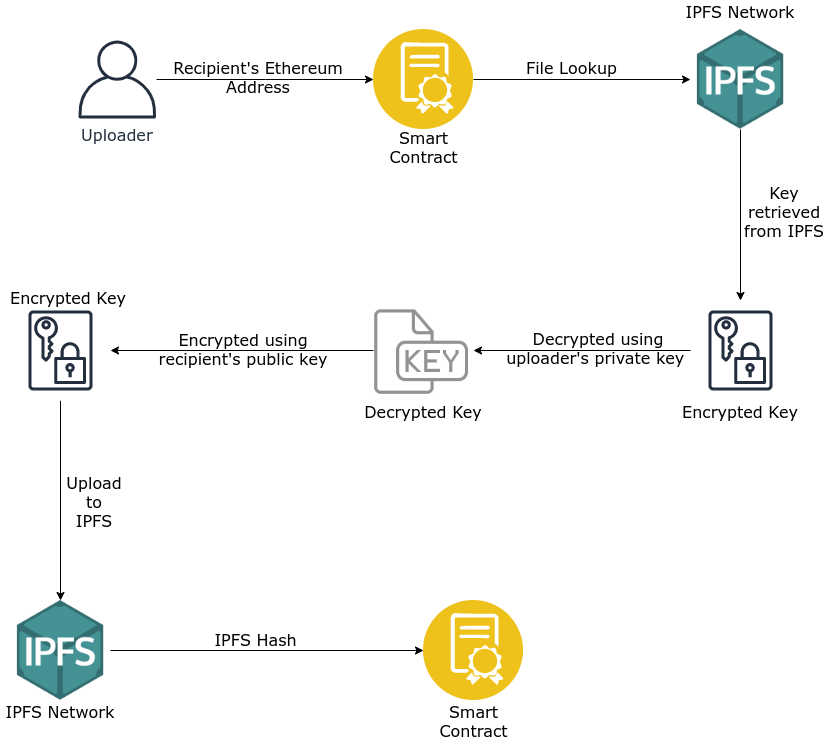 IPFS Network
IPFS
Recipient's Ethereum
Address
File Lookup
Uploader
Smart
Contract
Key
retrieved
from IPFS
Encrypted Key
Encrypted using
recipient's public key
KEY
Decrypted Key
Decrypted using
uploader's private key
Encrypted Key
Upload
to
IPFS
IPFS
IPFS Network
IPFS Hash
Smart
Contract